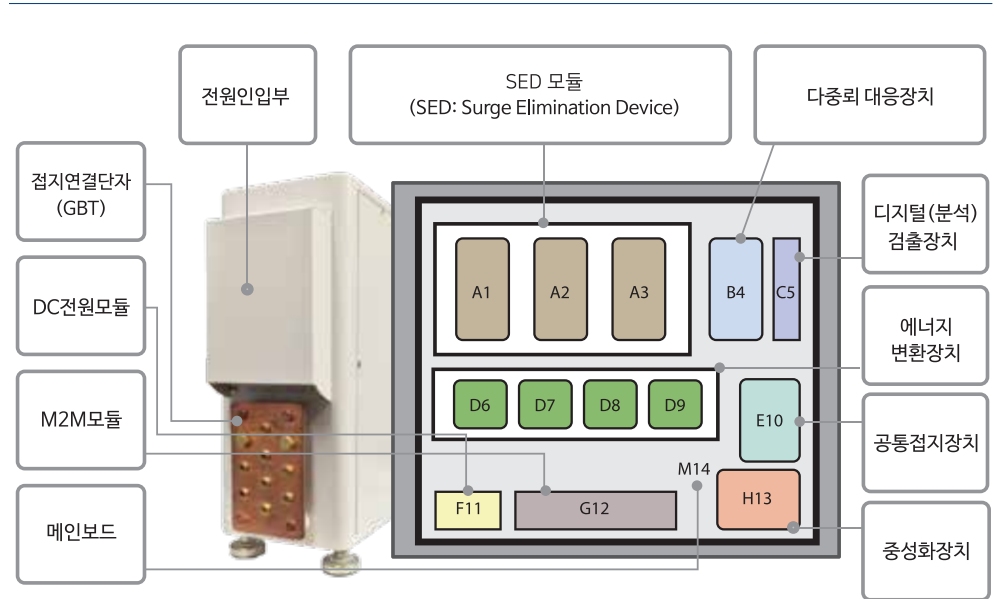 전원인입부
SED 모듈
(SED: Surge Elimination Device)
다중뢰 대응장치
접지연결단자
(GBT)
DC전원모듈
M2M모듈
메인보드
A1
A2
A3
B4
C5
D6
D7
D8
D9
E10
F11
G12
M14
H13
디지털(분석)
검출장치
에너지
변환장치
공통접지장치
중성화장치